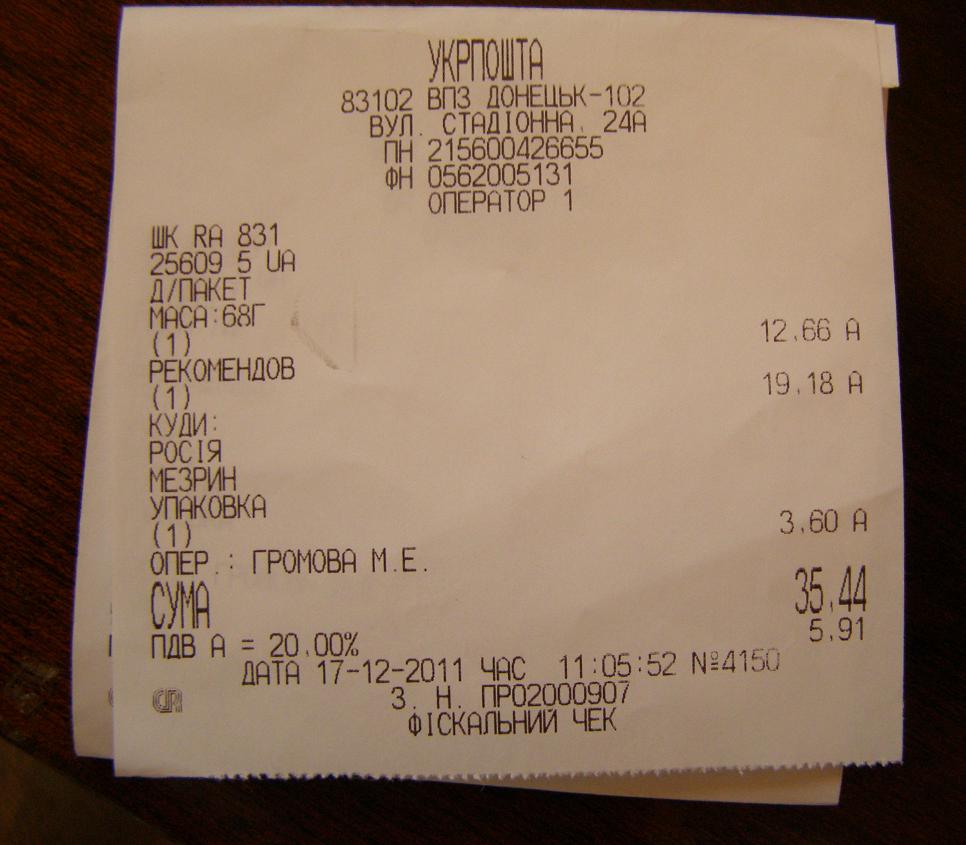 УКРПОШТА
83102 ВПЗ ДОНЕЦЬК-102
ВУЛ. СТАДІОННА, 24А
ПН 215600426655
ФН 0562005131
ОПЕРАТОР 1
ШК RA 831
25609 5 UA
Д/ПАКЕТ
МАСА:68Г
(1) 12,66 А
РЕКОМЕНДОВ
(1) 19,18 А
КУДИ:
РОСІЯ
МЕЗРИН
УПАКОВКА
(1) 3,60 А
ОПЕР.: ГРОМОВА М.Е.
СУМА 35,44
ПДВ А = 20,00% 5,91
ДАТА 17-12-2011 ЧАС 11:05:52 №4150
З. Н. ПР02000907
ФІСКАЛЬНИЙ ЧЕК